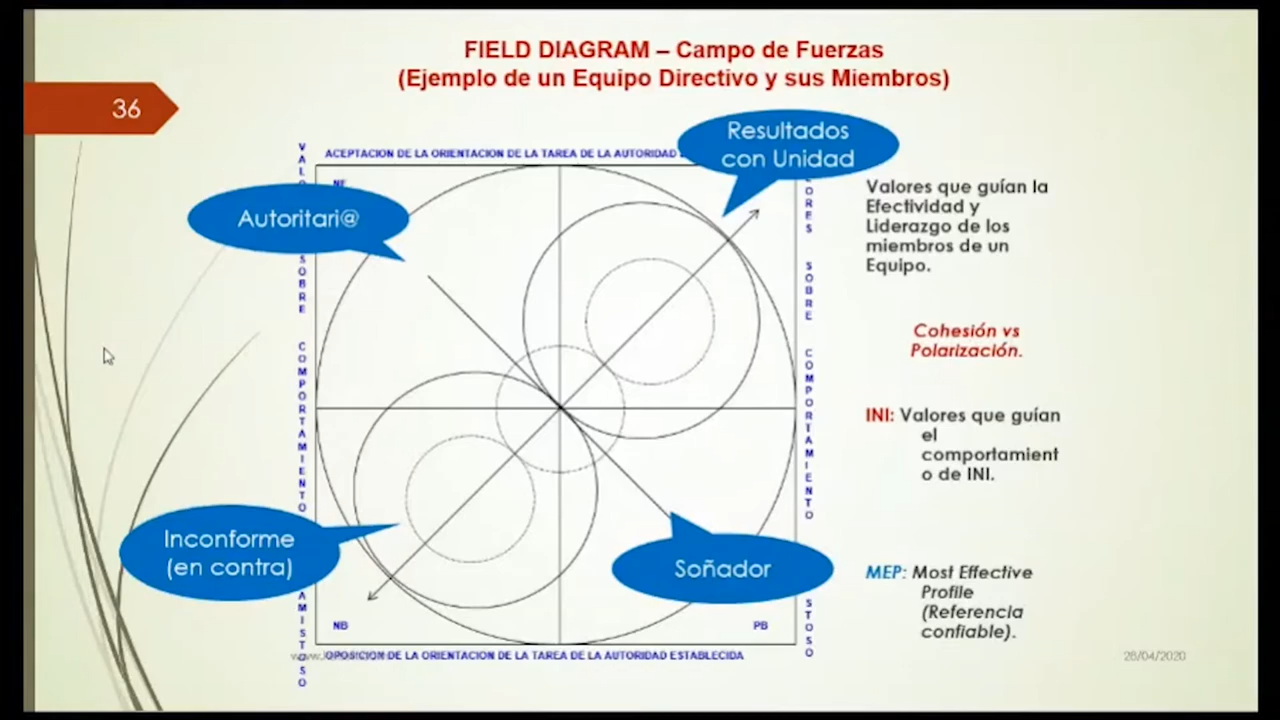 FIELD DIAGRAM – Campo de Fuerzas
(Ejemplo de un Equipo Directivo y sus Miembros)
36
ACEPTACION DE LA ORIENTACION DE LA TAREA DE LA AUTORIDAD
Resultados
con Unidad
Autoritari@
Valores que guían la
Efectividad y
Liderazgo de los
miembros de un
Equipo.
SOBRE
COMPORTAMIENTO
SOBRE
COMPORTAMIENTO
Cohesión vs
Polarización.
INI: Valores que guían
el
comportamient
o de INI.
Inconforme
(en contra)
Soñador
MEP: Most Effective
Profile
(Referencia
confiable).
NB
PB
OPOSICION DE LA ORIENTACION DE LA TAREA DE LA AUTORIDAD ESTABLECIDA
28/04/2020